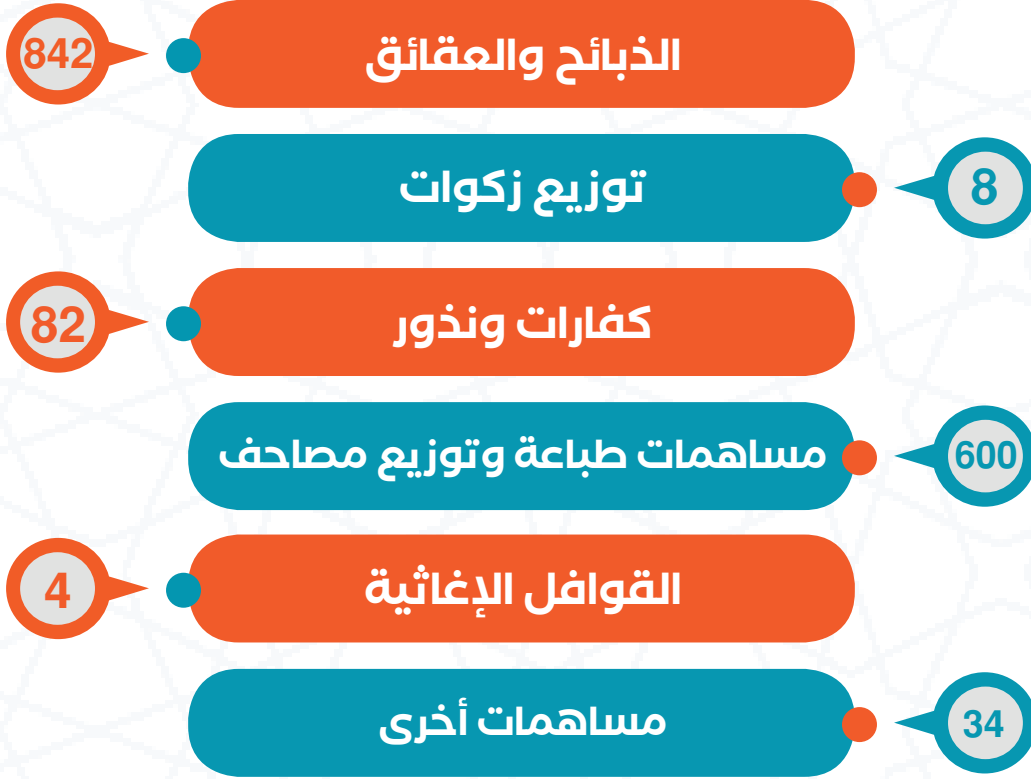 الذبائح والعقائق
842
توزيع زكوات
8
كفارات ونذور
82
مساهمات طباعة وتوزيع مصاحف
600
القوافل الإغاثية
4
مساهمات أخرى
34